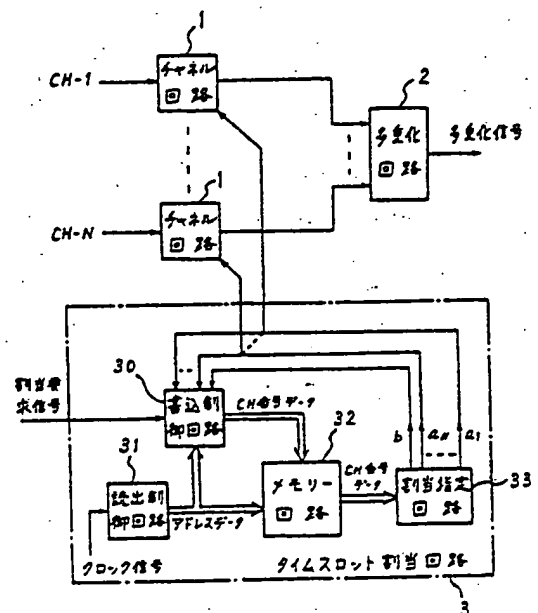 1
CH-1
チャネル
回路
2
多重化
回路
多重化信号
1
CH-N
チャネル
回路
30
割当要
求信号
書込制
御回路
CH番号データ
32
b
aN
a1
31
読出制
御回路
アドレスデータ
メモリー
回路
CH番号
データ
割当指定
回路
33
クロック信号
タイムスロット割当回路
3